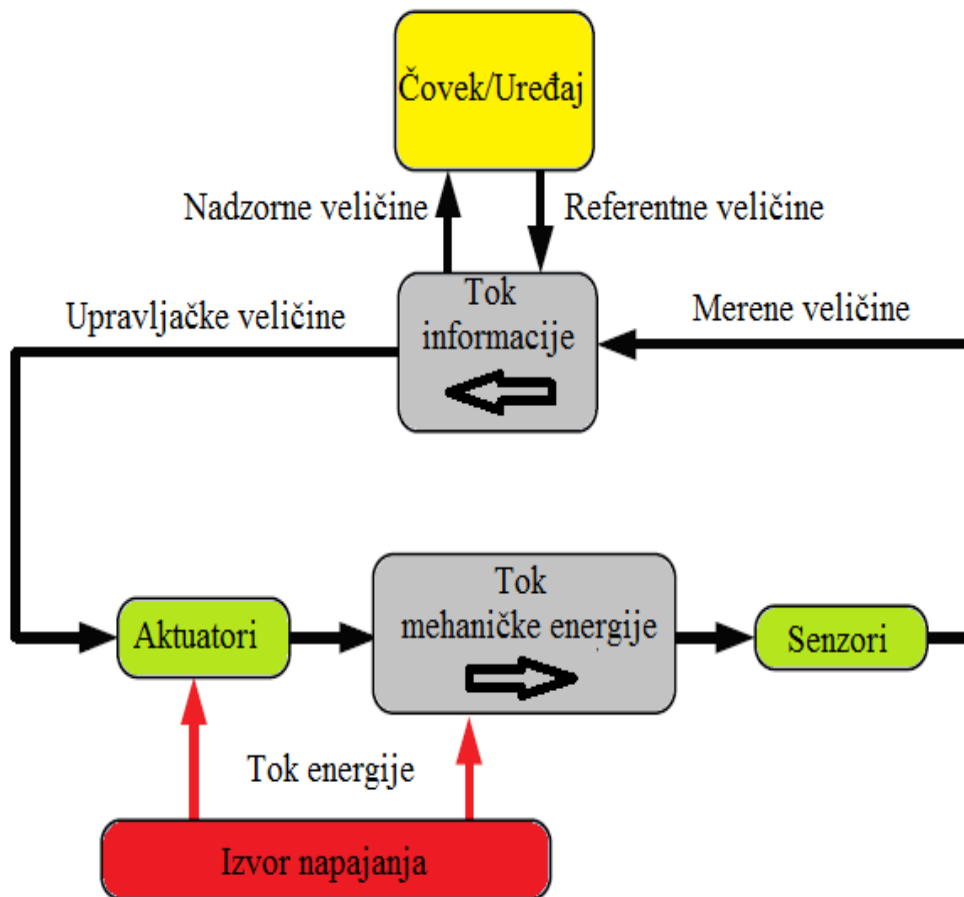 Čovek/Uređaj
Nadzorne veličine
Referentne veličine
Tok
informacije
Upravljačke veličine
Merene veličine
Tok
mehaničke energije
Aktuatori
Senzori
Tok energije
Izvor napajanja